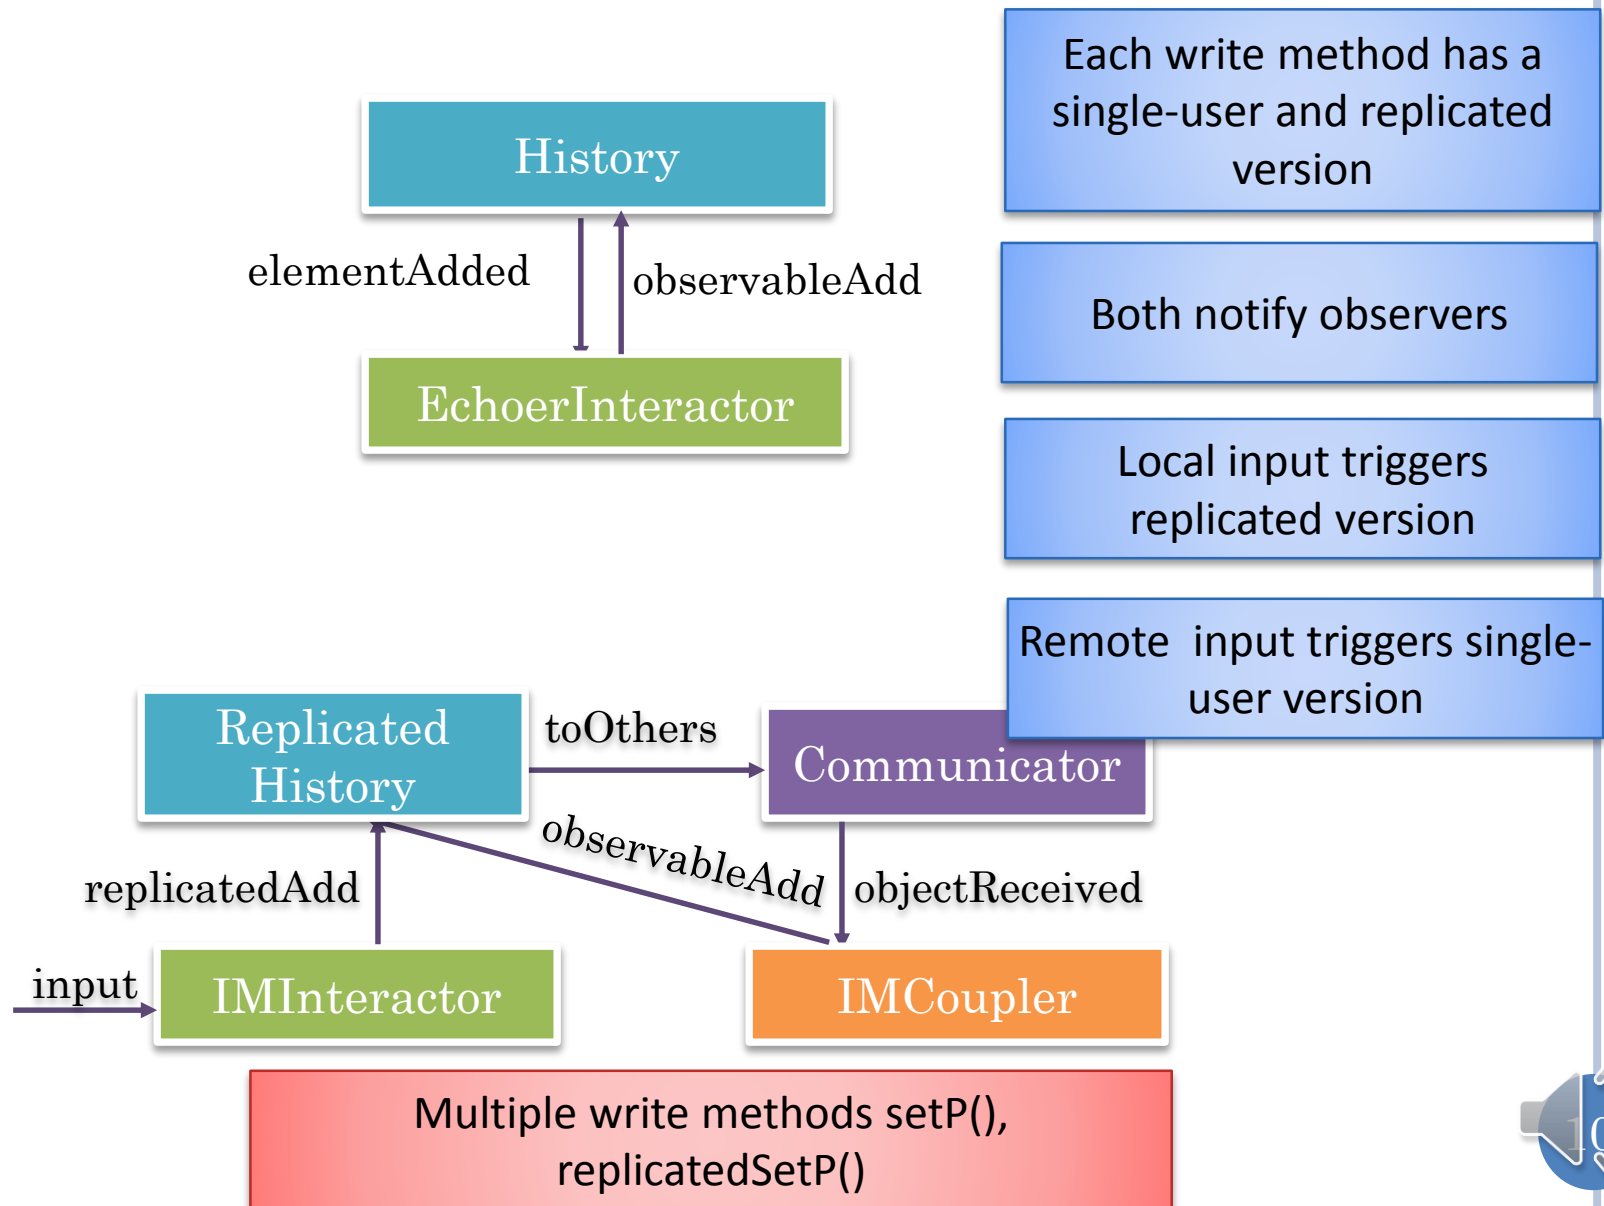 Each write method has a
single-user and replicated
version
History
elementAdded
observableAdd
Both notify observers
EchoerInteractor
Local input triggers
replicated version
Remote input triggers single-
user version
Replicated
History
toOthers
Communicator
observableAdd
replicatedAdd
objectReceived
input
IMInteractor
IMCoupler
Multiple write methods setP(),
replicatedSetP()